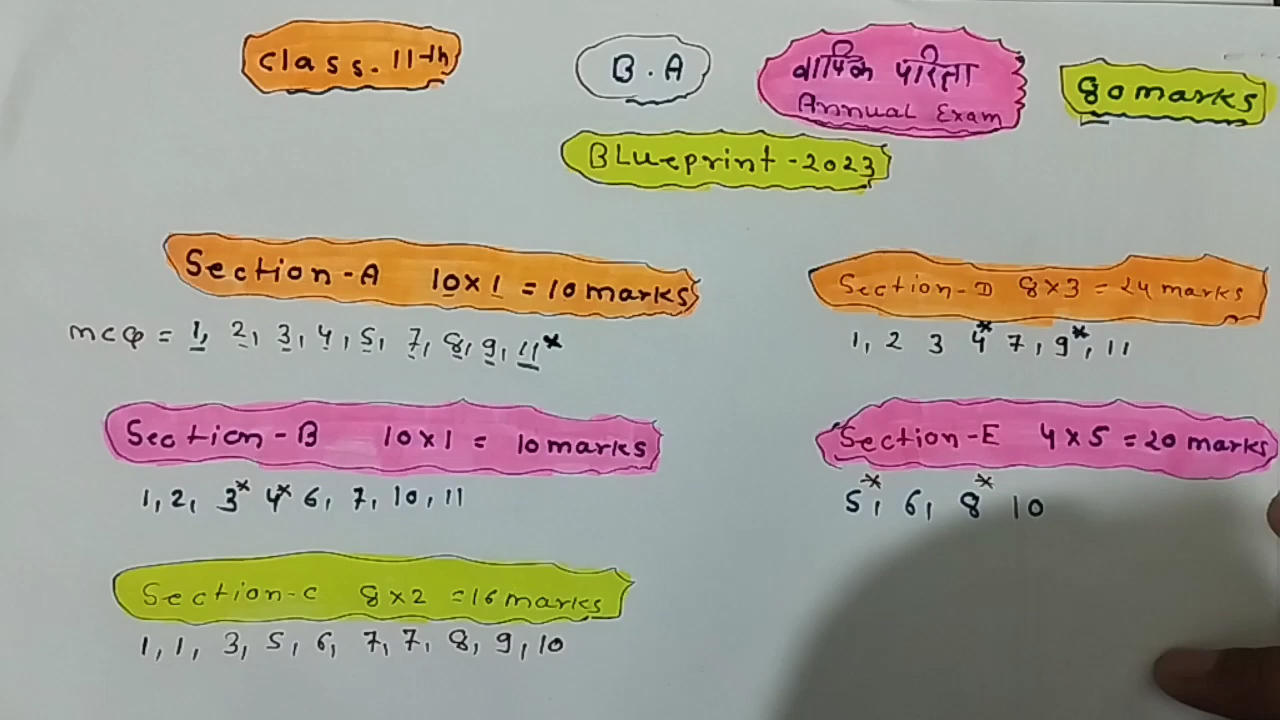 Class. 11th
B.A
वार्षिक परिक्षा
Annual Exam
80 marks
Blueprint - 2023
Section - A 10 x 1 = 10 marks
mcq = 1, 2, 3, 4, 5, 7, 8, 9, 11*
Section - B 10 x 1 = 10 marks
1, 2, 3* 4* 6, 7, 10, 11
Section - C 8 x 2 = 16 marks
1, 1, 3, 5, 6, 7, 7, 8, 9, 10
Section - D 8 x 3 = 24 marks
1, 2 3 4* 7, 9*, 11
Section - E 4 x 5 = 20 marks
5*, 6, 8* 10